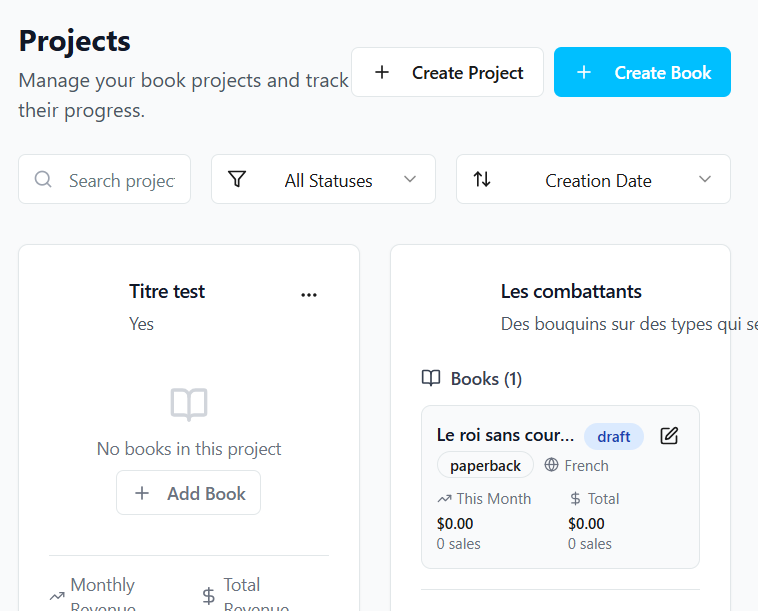 Projects
Manage your book projects and track
their progress.
Create Project
Create Book
Search projec
All Statuses
Creation Date
Titre test
Yes
No books in this project
Add Book
Monthly
Revenue
Total
Revenue
Les combattants
Des bouquins sur des types qui se
Books (1)
Le roi sans cour...
draft
paperback
French
This Month
$ Total
$0.00
$0.00
0 sales
0 sales